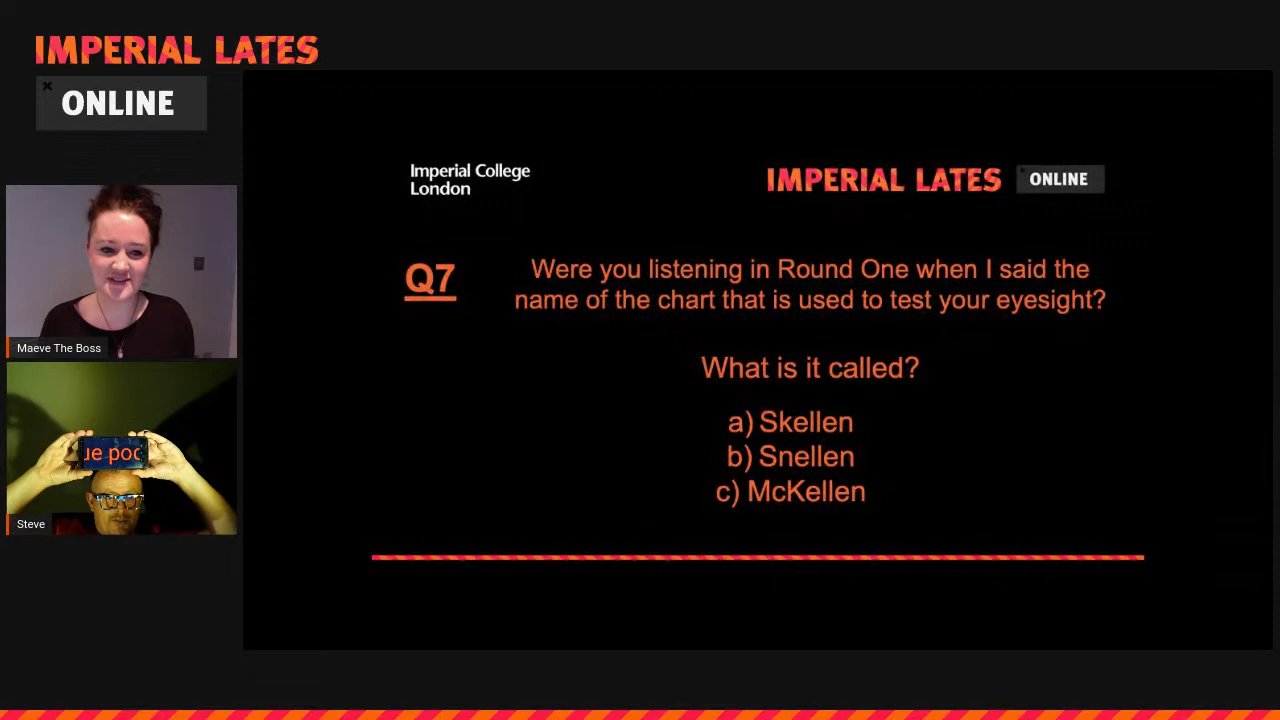 IMPERIAL LATES
ONLINE
Imperial College
London
IMPERIAL LATES ONLINE
Q7
Were you listening in Round One when I said the
name of the chart that is used to test your eyesight?
What is it called?
a) Skellen
b) Snellen
c) McKellen
Maeve The Boss
Steve